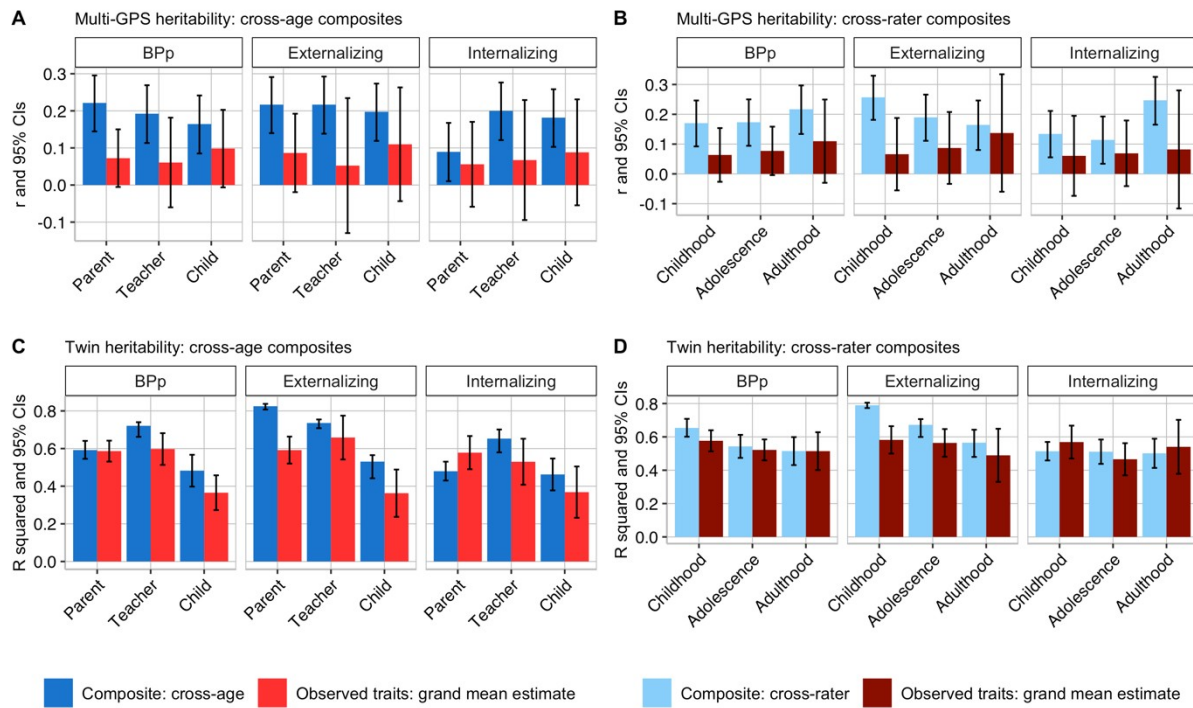 A Multi-GPS heritability: cross-age composites
BPp Externalizing Internalizing
r and 95% CIs
0.3
0.2
0.1
0.0
-0.1
Parent Teacher Child Parent Teacher Child Parent Teacher Child
B Multi-GPS heritability: cross-rater composites
BPp Externalizing Internalizing
r and 95% CIs
0.3
0.2
0.1
0.0
-0.1
Childhood Adolescence Adulthood Childhood Adolescence Adulthood Childhood Adolescence Adulthood
C Twin heritability: cross-age composites
BPp Externalizing Internalizing
R squared and 95% CIs
0.8
0.6
0.4
0.2
0.0
Parent Teacher Child Parent Teacher Child Parent Teacher Child
D Twin heritability: cross-rater composites
BPp Externalizing Internalizing
R squared and 95% CIs
0.8
0.6
0.4
0.2
0.0
Childhood Adolescence Adulthood Childhood Adolescence Adulthood Childhood Adolescence Adulthood
Composite: cross-age Observed traits: grand mean estimate
Composite: cross-rater Observed traits: grand mean estimate